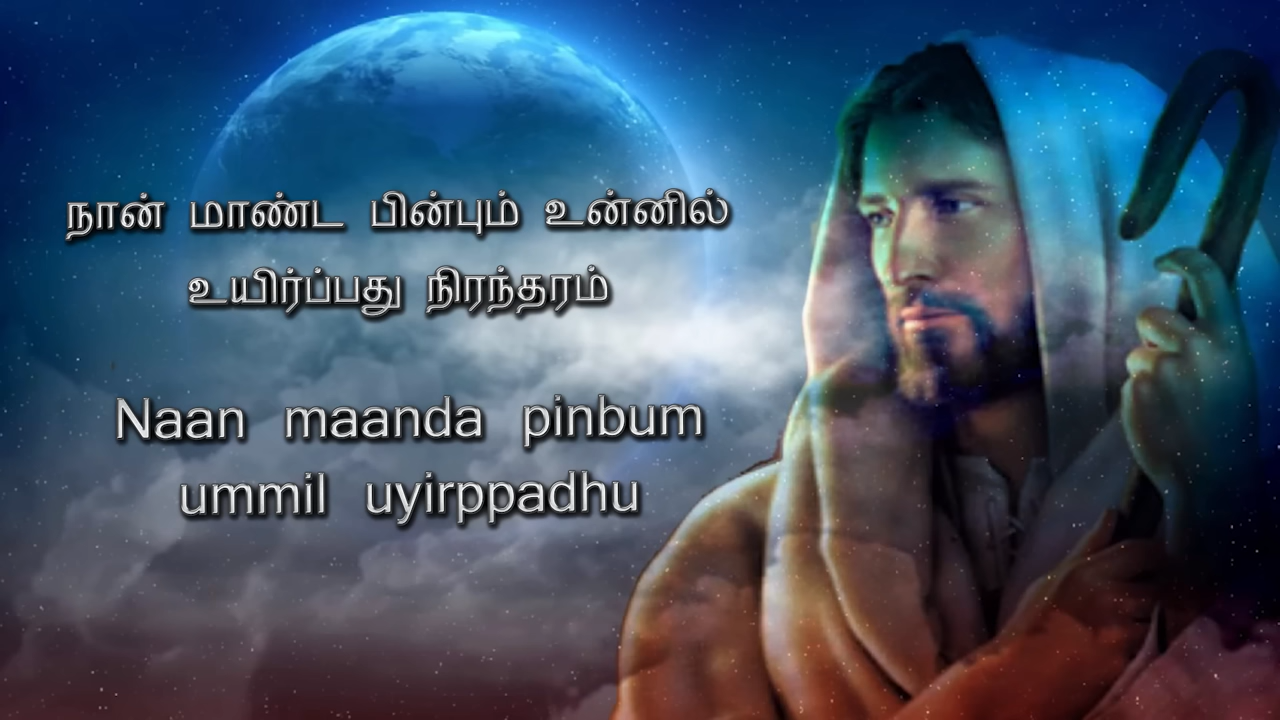 நான் மாண்ட பின்பும் உன்னில்
உயிர்ப்பது நிரந்தரம்
Naan maanda pinbum
ummil uyirppadhu